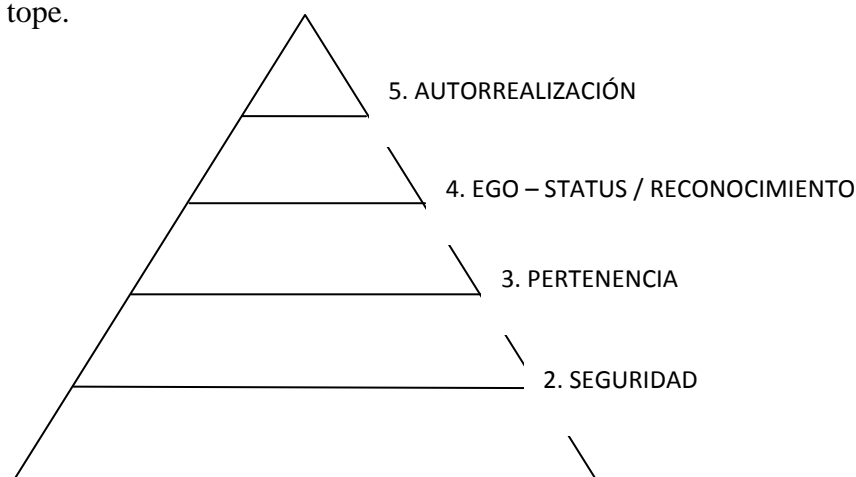 tope.
5. AUTORREALIZACIÓN
4. EGO – STATUS / RECONOCIMIENTO
3. PERTENENCIA
2. SEGURIDAD